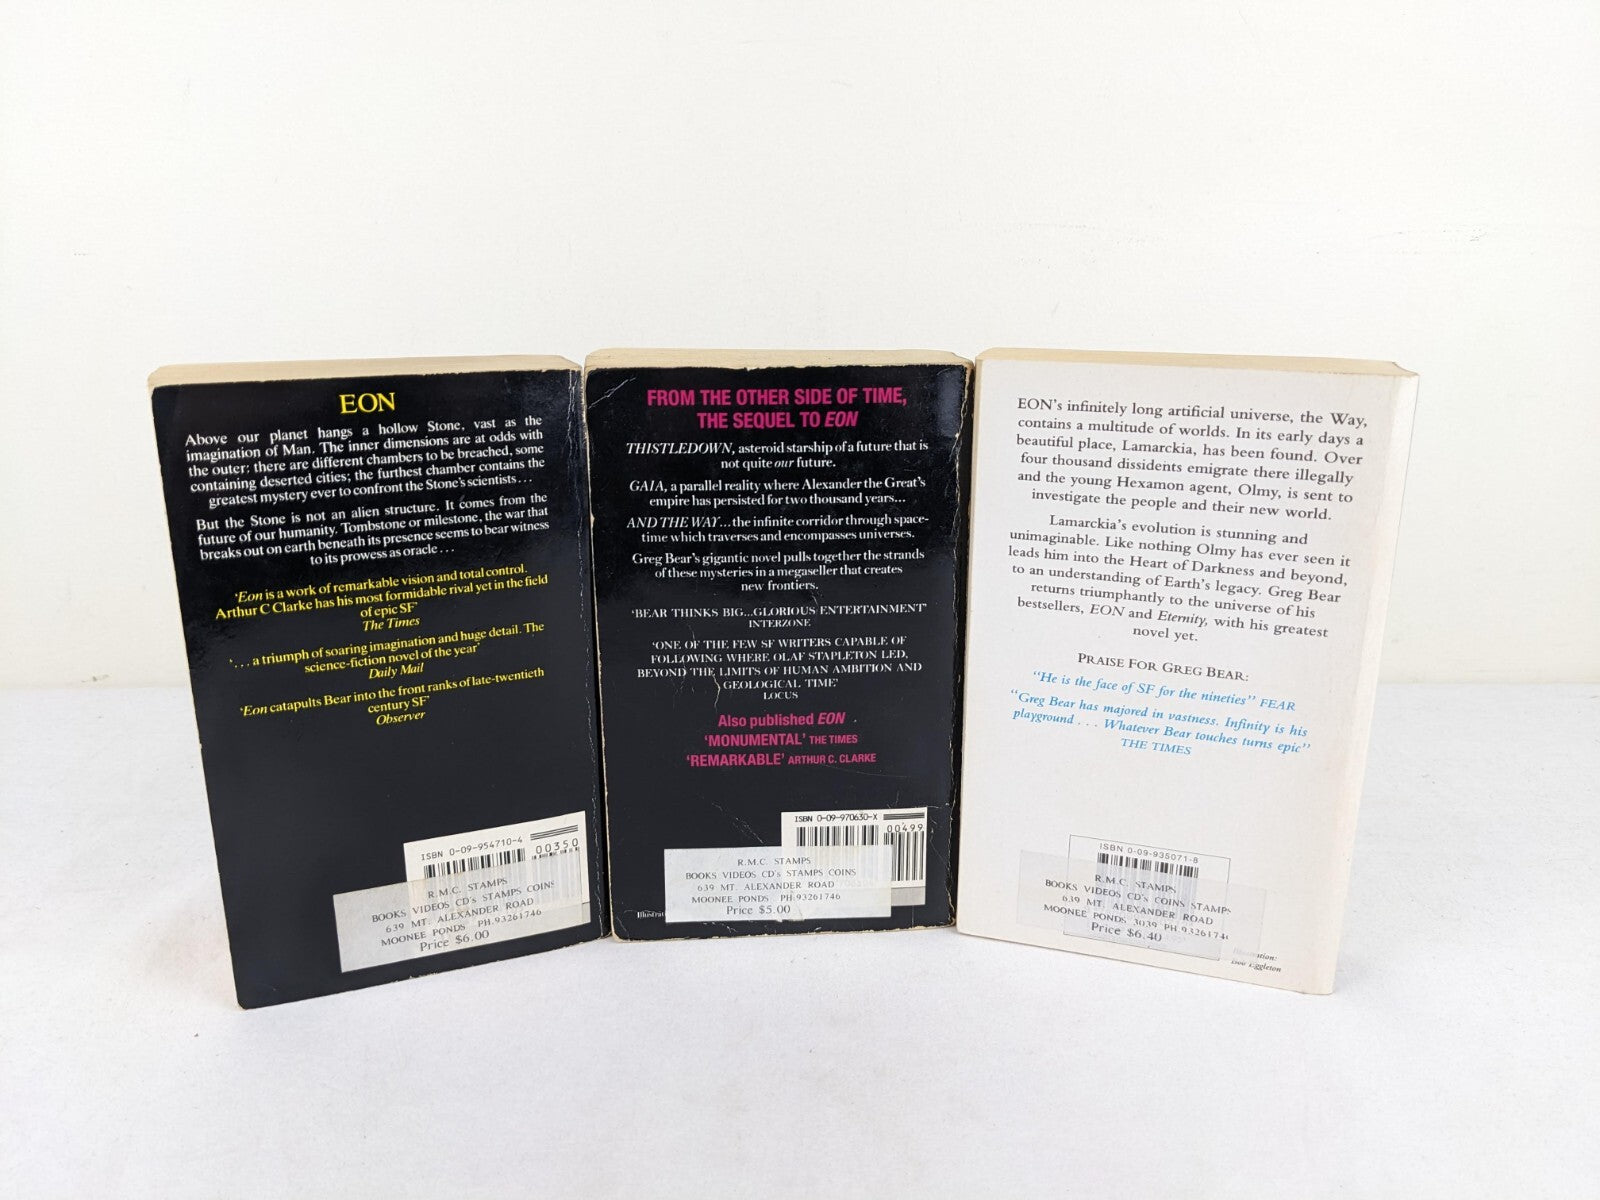 EON
Above our planet hangs a hollow Stone, vast as the
imagination of Man. The inner dimensions are at odds with
the outer; there are different chambers to be breached, some
containing deserted cities; the furthest chamber contains the
greatest mystery ever to confront the Stone's scientists...
But the Stone is not an alien structure. It comes from the
future of our humanity. Tombstone or milestone, the war that
breaks out on earth beneath its presence seems to bear witness
to its prowess as oracle...
'Eon is a work of remarkable vision and total control.
Arthur C Clarke has his most formidable rival yet in the field
of epic SF'
The Times
'...a triumph of soaring imagination and huge detail. The
science-fiction novel of the year'
Daily Mail
'Eon catapults Bear into the front ranks of late-twentieth
century SF'
Observer
ISBN 0-09-954710-4
00350
R.M.C. STAMPS
BOOKS VIDEOS CD's STAMPS COINS
639 MT. ALEXANDER ROAD
MOONEE PONDS PH.93261746
Price $6.00
FROM THE OTHER SIDE OF TIME,
THE SEQUEL TO EON
THISTLEDOWN, asteroid starship of a future that is
not quite our future.
GAIA, a parallel reality where Alexander the Great's
empire has persisted for two thousand years...
AND THE WAY...the infinite corridor through space-
time which traverses and encompasses universes.
Greg Bear's gigantic novel pulls together the strands
of these mysteries in a megaseller that creates
new frontiers.
'BEAR THINKS BIG...GLORIOUS ENTERTAINMENT'
INTERZONE
'ONE OF THE FEW SF WRITERS CAPABLE OF
FOLLOWING WHERE OLAF STAPLETON LED,
BEYOND THE LIMITS OF HUMAN AMBITION AND
GEOLOGICAL TIME'
LOCUS
Also published EON
'MONUMENTAL' THE TIMES
'REMARKABLE' ARTHUR C. CLARKE
ISBN 0-09-970630-X
00499
R.M.C. STAMPS
BOOKS VIDEOS CD's STAMPS COINS
639 MT. ALEXANDER ROAD
MOONEE PONDS PH.93261746
Price $5.00
Illustrat
EON's infinitely long artificial universe, the Way,
contains a multitude of worlds. In its early days a
beautiful place, Lamarckia, has been found. Over
four thousand dissidents emigrate there illegally
and the young Hexamon agent, Olmy, is sent to
investigate the people and their new world.
Lamarckia's evolution is stunning and
unimaginable. Like nothing Olmy has ever seen it
leads him into the Heart of Darkness and beyond,
to an understanding of Earth's legacy. Greg Bear
returns triumphantly to the universe of his
bestsellers, EON and Eternity, with his greatest
novel yet.
PRAISE FOR GREG BEAR:
"He is the face of SF for the nineties" FEAR
"Greg Bear has majored in vastness. Infinity is his
playground . . . Whatever Bear touches turns epic"
THE TIMES
ISBN 0-09-935071-8
R.M.C. STAMPS
BOOKS VIDEOS CD's STAMPS
639 MT. ALEXANDER ROAD
MOONEE PONDS 3039 PH.9326174
Price $6.40
Eggleton